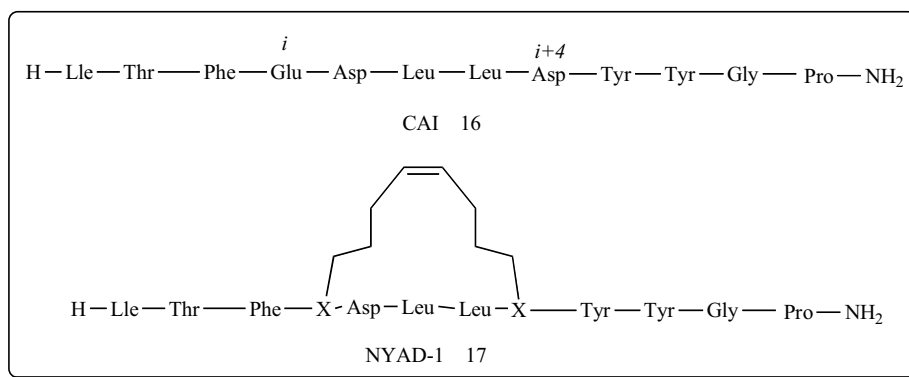 i i+4
H—Lle—Thr—Phe—Glu—Asp—Leu—Leu—Asp—Tyr—Tyr—Gly—Pro—NH2
CAI 16
H—Lle—Thr—Phe—X—Asp—Leu—Leu—X—Tyr—Tyr—Gly—Pro—NH2
NYAD-1 17